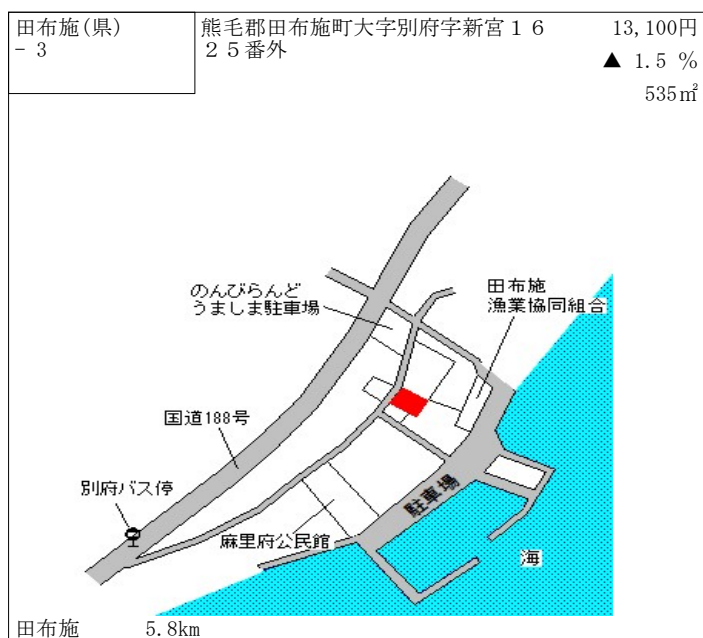 田布施(県)
- 3
熊毛郡田布施町大字別府字新宮１６
２５番外
13,100円
▲ 1.5 %
535㎡
のんびらんど
うましま駐車場
田布施
漁業協同組合
国道188号
別府バス停
駐車場
麻里府公民館
海
田布施 5.8km